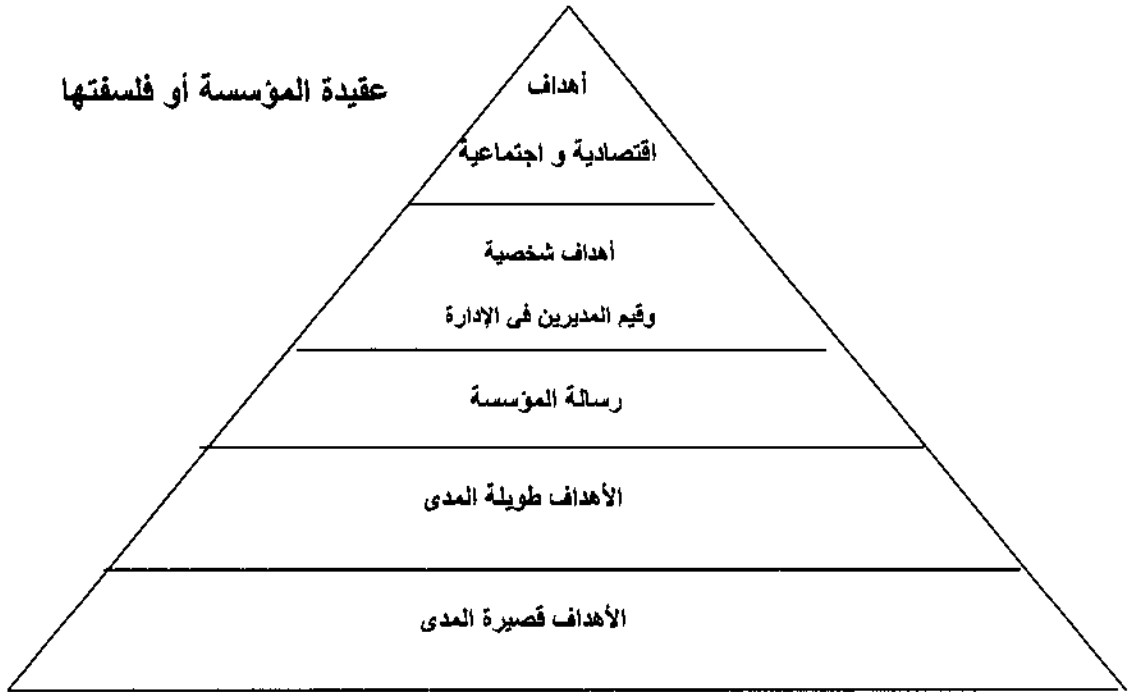 عقيدة المؤسسة أو فلسفتها
أهداف
اقتصادية و اجتماعية
أهداف شخصية
وقيم المديرين فى الإدارة
رسالة المؤسسة
الأهداف طويلة المدى
الأهداف قصيرة المدى